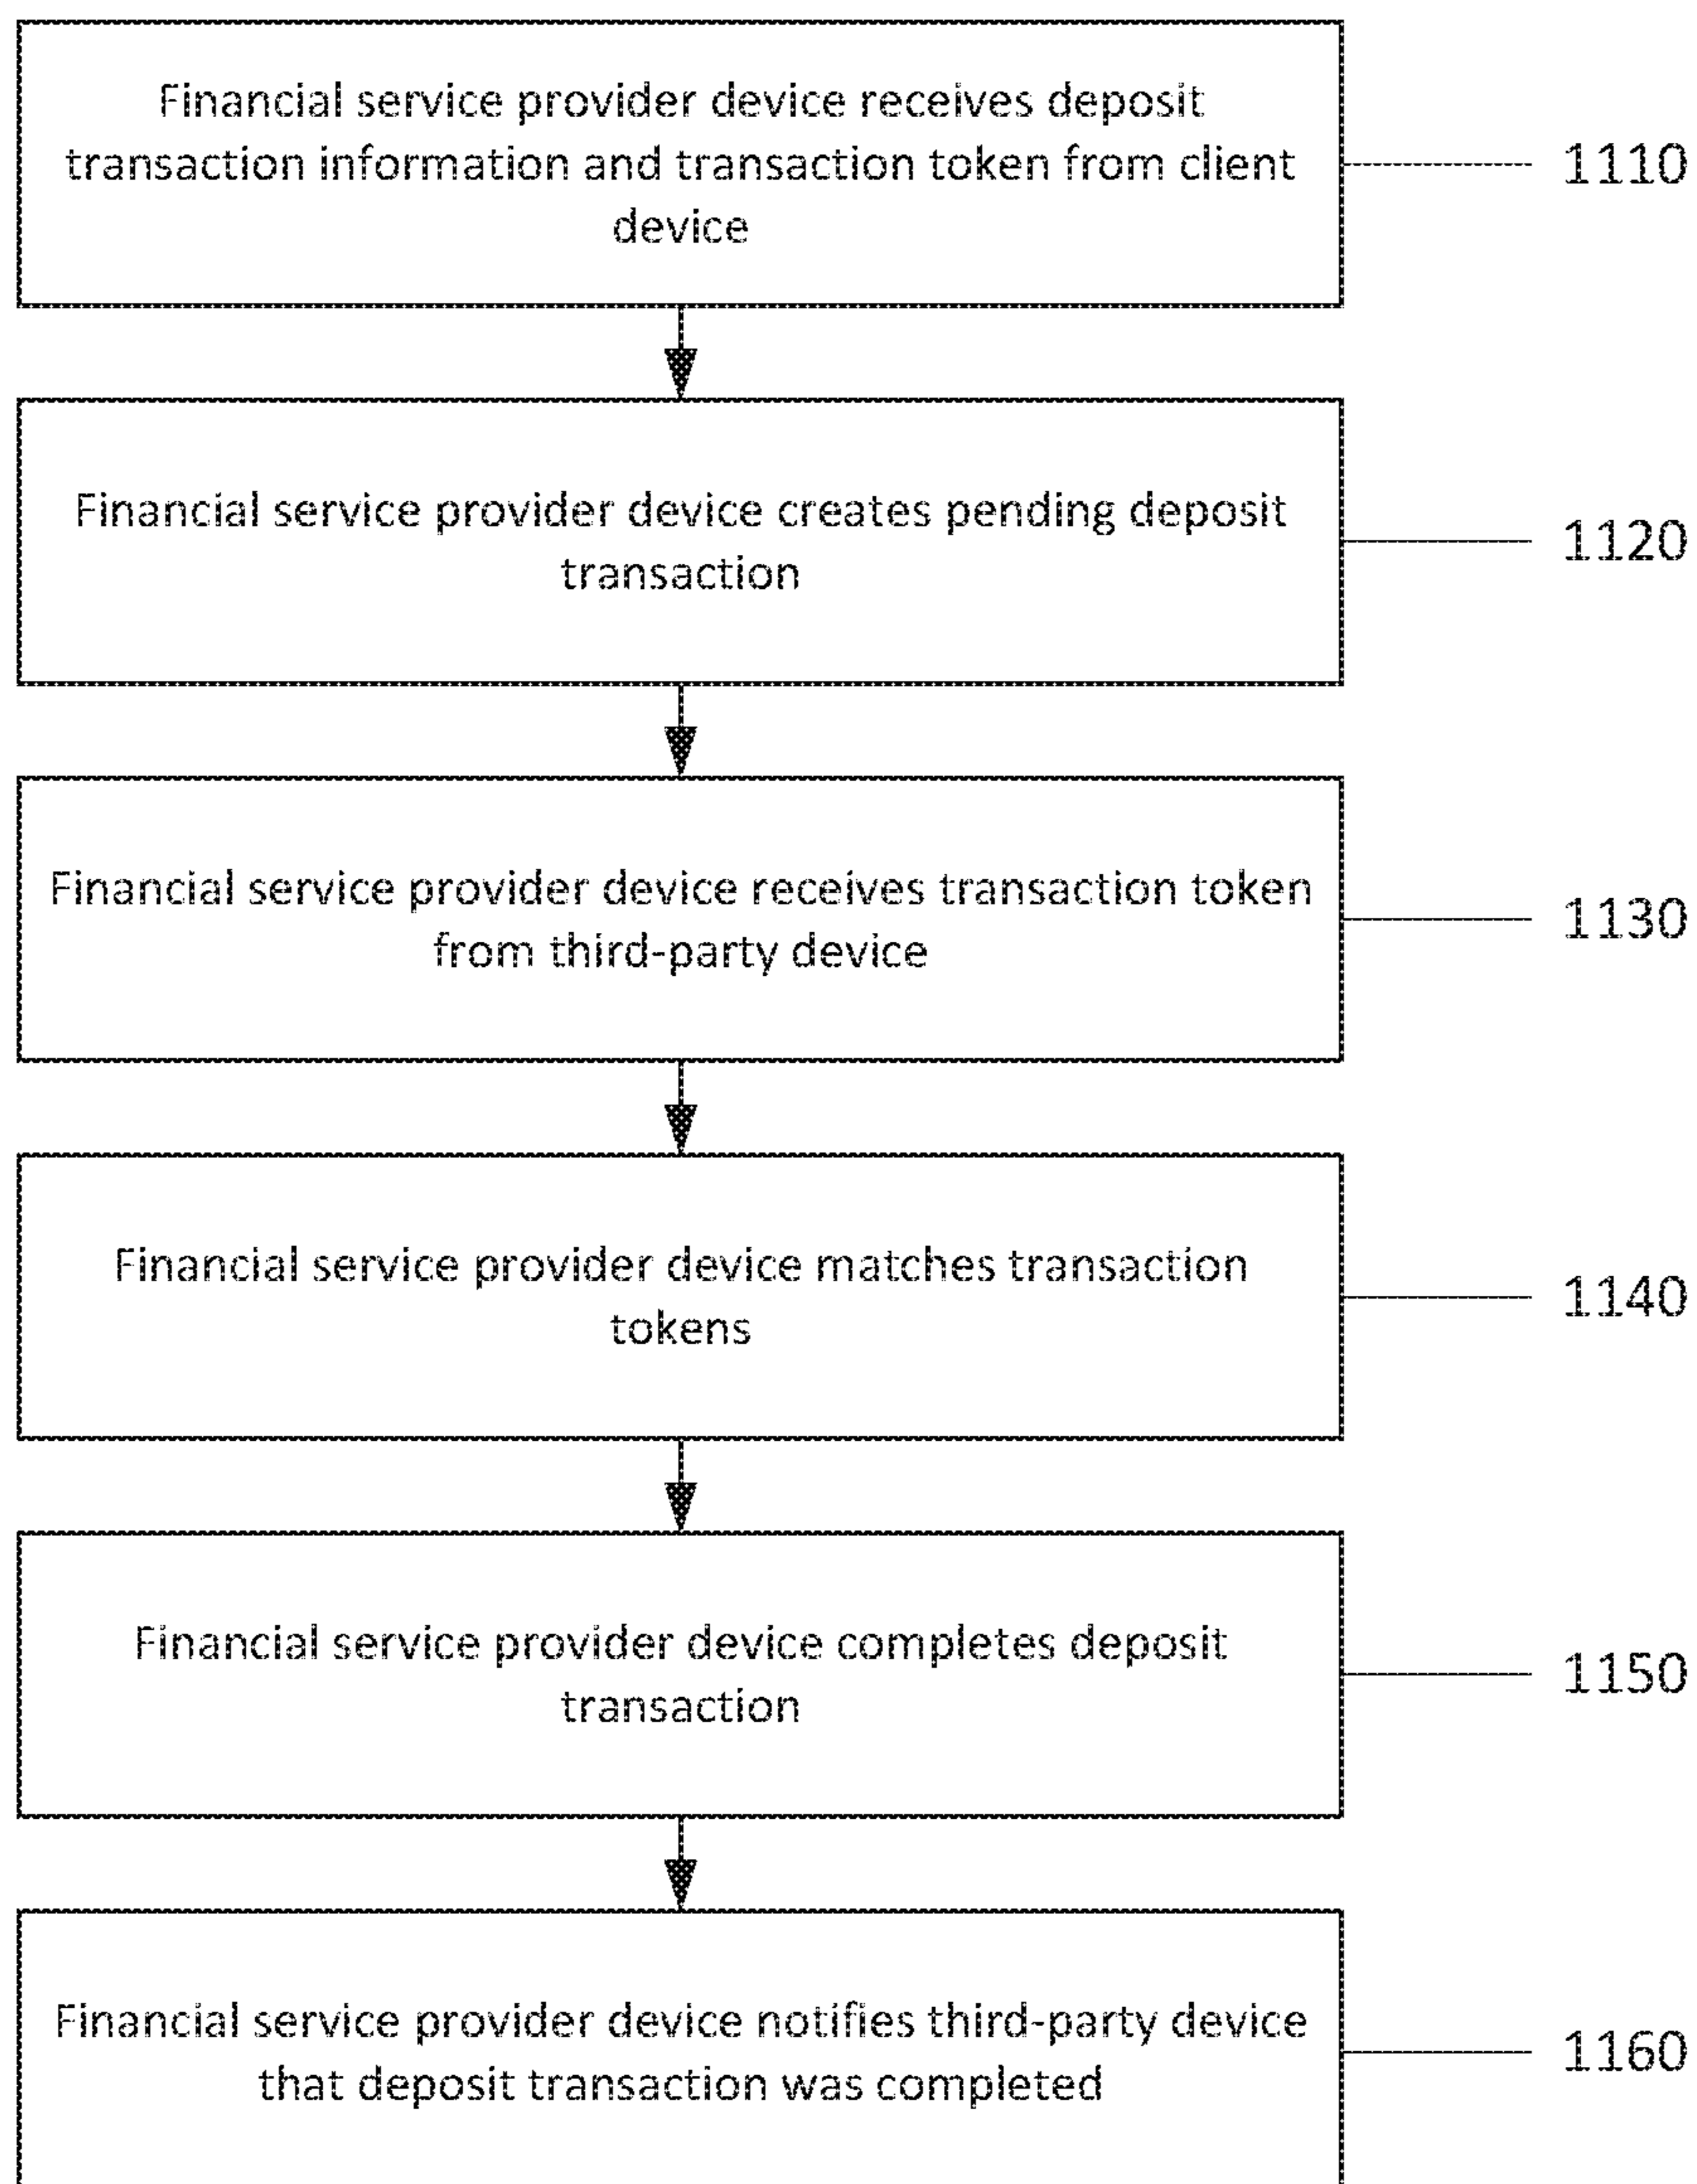 Financial service provider device receives deposit
transaction information and transaction token from client
device
1110
Financial service provider device creates pending deposit
transaction
1120
Financial service provider device receives transaction token
from third-party device
1130
Financial service provider device matches transaction
tokens
1140
Financial service provider device completes deposit
transaction
1150
Financial service provider device notifies third-party device
that deposit transaction was completed
1160